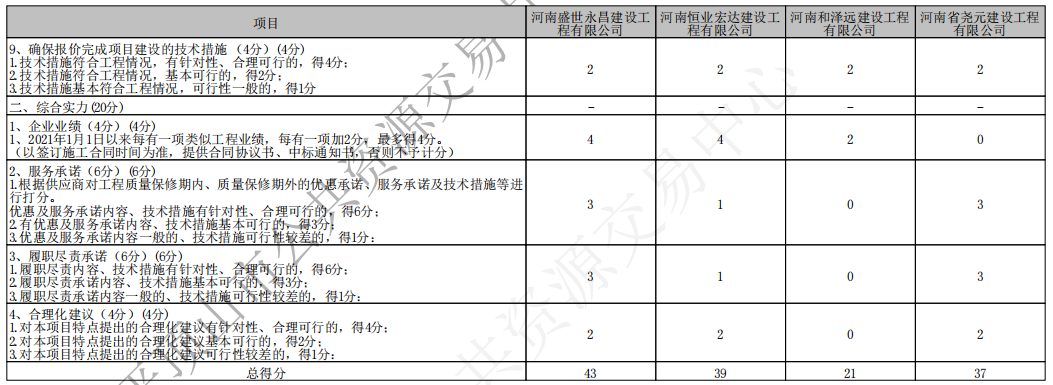 项目
河南盛世永昌建设工程有限公司
河南恒业宏达建设工程有限公司
河南和泽远建设工程有限公司
河南省尧元建设工程有限公司
9、确保报价完成项目建设的技术措施 (4分)(4分)
1.技术措施符合工程情况，有针对性、合理可行的，得4分；
2.技术措施符合工程情况，基本可行的，得2分；
3.技术措施基本符合工程情况，可行性一般的，得1分
2 2 2 2
二、综合实力(20分)
– – – –
1、企业业绩（4分）(4分)
1、2021年1月1日以来每有一项类似工程业绩，每有一项加2分，最多得4分。
（以签订施工合同时间为准，提供合同协议书、中标通知书，否则不予计分）
4 4 2 0
2、服务承诺（6分）(6分)
1.根据供应商对工程质量保修期内、质量保修期外的优惠承诺、服务承诺及技术措施等进
行打分。
优惠及服务承诺内容、技术措施有针对性、合理可行的，得6分；
2.有优惠及服务承诺内容、技术措施基本可行的，得3分；
3.优惠及服务承诺内容一般的、技术措施可行性较差的，得1分：
3 1 0 3
3、履职尽责承诺（6分）(6分)
1.履职尽责内容、技术措施有针对性、合理可行的，得6分；
2.履职尽责承诺内容、技术措施基本可行的，得3分；
3.履职尽责承诺内容一般的、技术措施可行性较差的，得1分：
3 1 0 3
4、合理化建议（4分）(4分)
1.对本项目特点提出的合理化建议有针对性、合理可行的，得4分；
2.对本项目特点提出的合理化建议基本可行的，得2分；
3.对本项目特点提出的合理化建议可行性较差的，得1分：
2 2 0 2
总得分 43 39 21 37
平顶山市公共资源交易
共资源交易中心